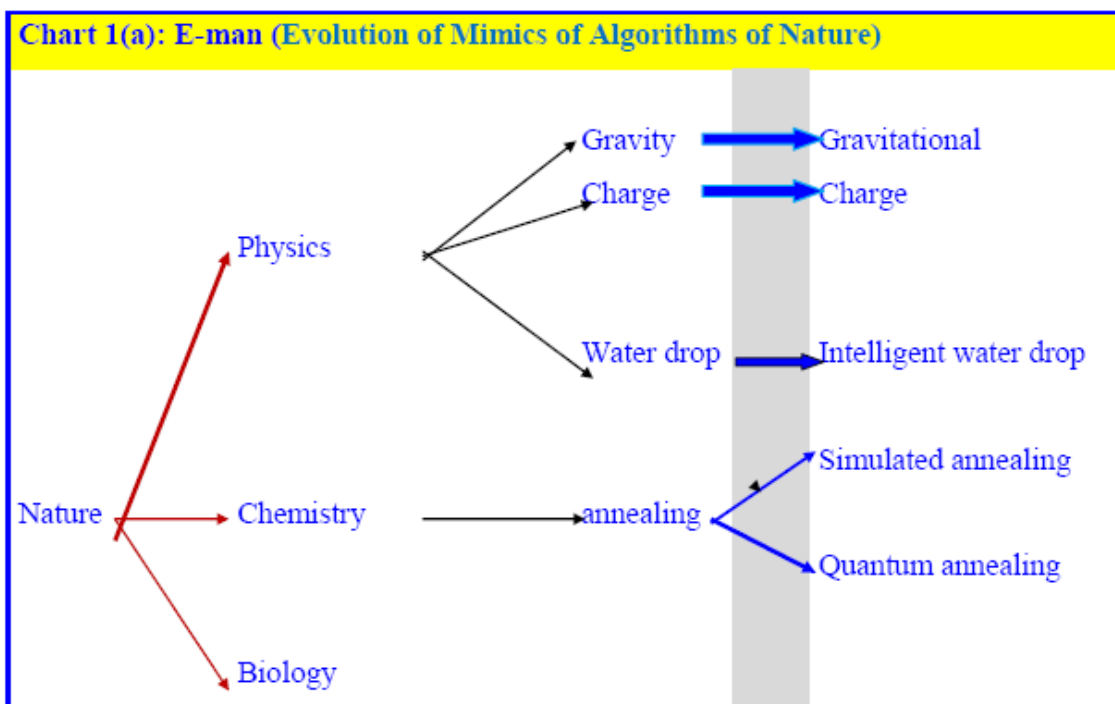 Chart 1(a): E-man (Evolution of Mimics of Algorithms of Nature)
Gravity Gravitational
Charge Charge
Physics
Water drop Intelligent water drop
Simulated annealing
Nature Chemistry annealing
Quantum annealing
Biology